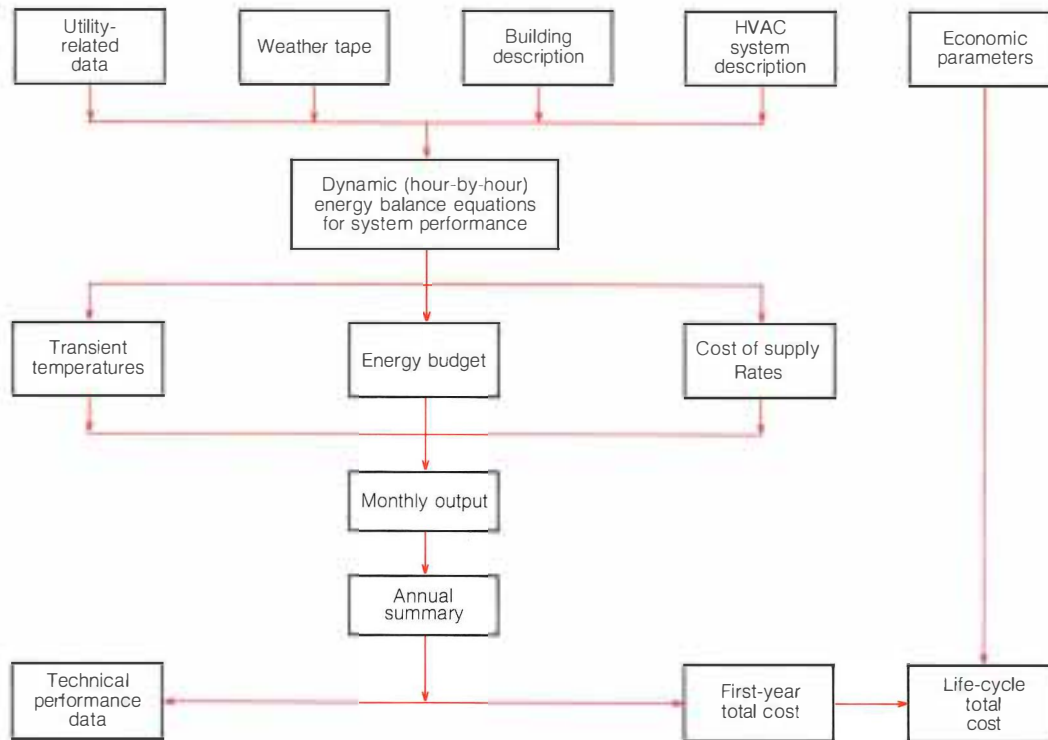 Utility-
related
data
Weather tape
Building
description
HVAC
system
description
Economic
parameters
Dynamic (hour-by-hour)
energy balance equations
for system performance
Transient
temperatures
Energy budget
Cost of supply
Rates
Monthly output
Annual
summary
Technical
performance
data
First-year
total cost
Life-cycle
total
cost